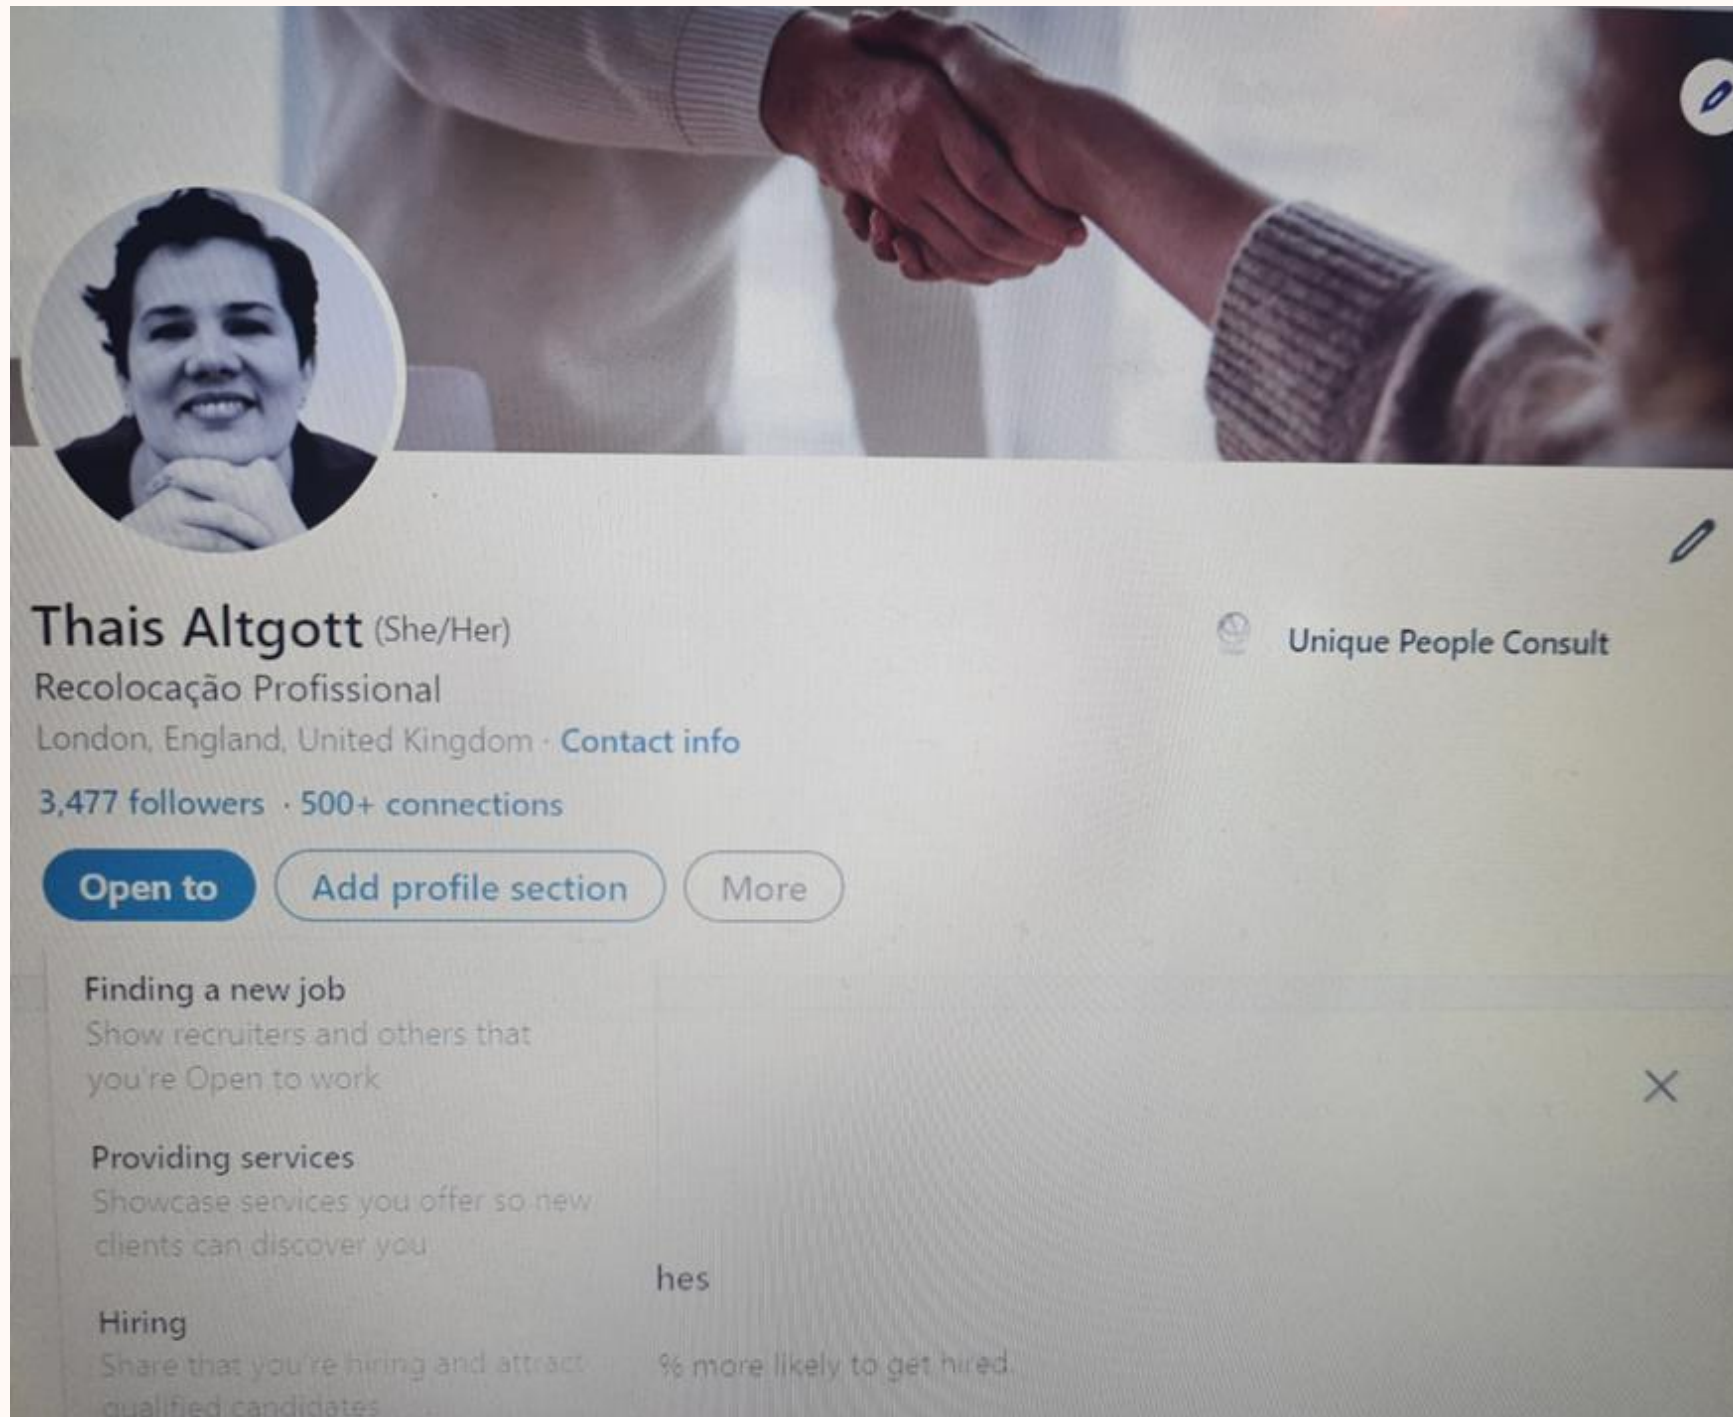 Thais Altgott (She/Her)
Unique People Consult
Recolocação Profissional
London, England, United Kingdom · Contact info
3,477 followers · 500+ connections
Open to
Add profile section
More
Finding a new job
Show recruiters and others that
you're Open to work
Providing services
Showcase services you offer so new
clients can discover you
hes
Hiring
Share that you're hiring and attract
% more likely to get hired.
qualified candidates